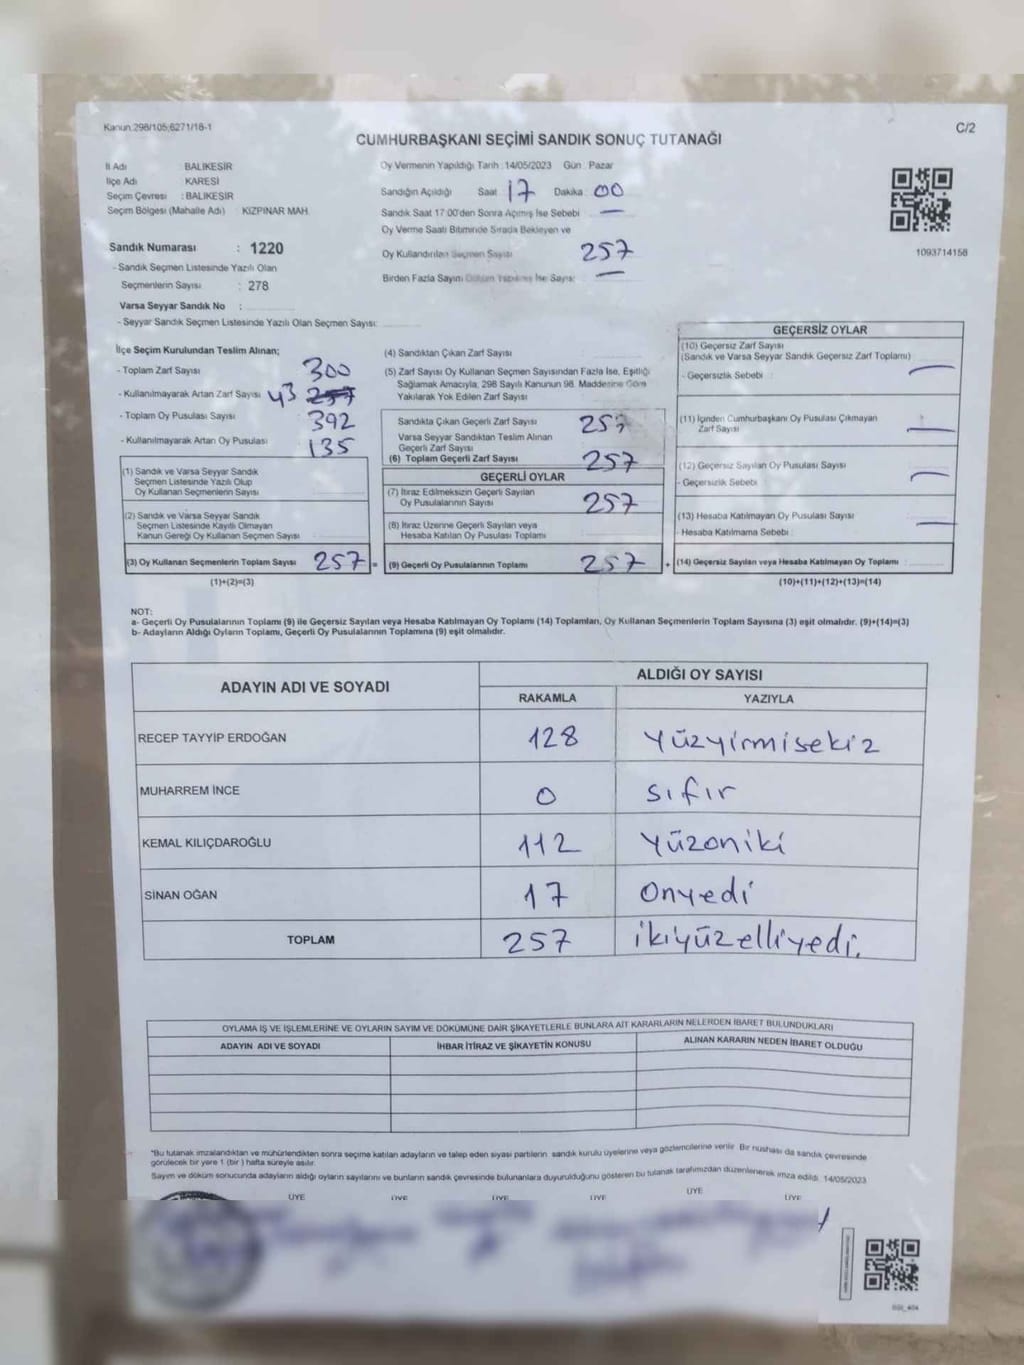 Kanun.298/105,6271/18-1
C/2
CUMHURBAŞKANI SEÇİMİ SANDIK SONUÇ TUTANAĞI
İl Adı BALIKESİR
İlçe Adı KARESİ
Seçim Çevresi : BALIKESİR
Seçim Bölgesi (Mahalle Adı) : KIZPINAR MAH.
Oy Vermenin Yapıldığı Tarih :14/05/2023 Gün : Pazar
Sandığın Açıldığı Saat 17 Dakika 00
Sandık Saat 17:00'den Sonra Açılmış İse Sebebi —
Oy Verme Saati Bitiminde Sırada Bekleyen ve
Oy Kullandırılan Seçmen Sayısı 257
Birden Fazla Sayım Döküm Yapılmış İse Sayısı —
1093714158
Sandık Numarası : 1220
- Sandık Seçmen Listesinde Yazılı Olan
Seçmenlerin Sayısı : 278
Varsa Seyyar Sandık No :
- Seyyar Sandık Seçmen Listesinde Yazılı Olan Seçmen Sayısı:
İlçe Seçim Kurulundan Teslim Alınan;
- Toplam Zarf Sayısı 300
- Kullanılmayarak Artan Zarf Sayısı 43 257
- Toplam Oy Pusulası Sayısı 392
- Kullanılmayarak Artan Oy Pusulası 135
(1) Sandık ve Varsa Seyyar Sandık
Seçmen Listesinde Yazılı Olup
Oy Kullanan Seçmenlerin Sayısı
(2) Sandık ve Varsa Seyyar Sandık
Seçmen Listesinde Kayıtlı Olmayan
Kanun Gereği Oy Kullanan Seçmen Sayısı
(3) Oy Kullanan Seçmenlerin Toplam Sayısı 257 =
(1)+(2)=(3)
(4) Sandıktan Çıkan Zarf Sayısı
(5) Zarf Sayısı Oy Kullanan Seçmen Sayısından Fazla İse, Eşitliği
Sağlamak Amacıyla, 298 Sayılı Kanunun 98. Maddesine Göre
Yakılarak Yok Edilen Zarf Sayısı
Sandıkta Çıkan Geçerli Zarf Sayısı 257
Varsa Seyyar Sandıktan Teslim Alınan
Geçerli Zarf Sayısı
(6) Toplam Geçerli Zarf Sayısı 257
GEÇERLİ OYLAR
(7) İtiraz Edilmeksizin Geçerli Sayılan
Oy Pusulalarının Sayısı 257
(8) İtiraz Üzerine Geçerli Sayılan veya
Hesaba Katılan Oy Pusulası Toplamı
(9) Geçerli Oy Pusulalarının Toplamı 257 +
GEÇERSİZ OYLAR
(10) Geçersiz Zarf Sayısı
(Sandık ve Varsa Seyyar Sandık Geçersiz Zarf Toplamı)
- Geçersizlik Sebebi : —
(11) İçinden Cumhurbaşkanı Oy Pusulası Çıkmayan
Zarf Sayısı —
(12) Geçersiz Sayılan Oy Pusulası Sayısı
- Geçersizlik Sebebi : —
(13) Hesaba Katılmayan Oy Pusulası Sayısı —
- Hesaba Katılmama Sebebi :
(14) Geçersiz Sayılan veya Hesaba Katılmayan Oy Toplamı :
(10)+(11)+(12)+(13)=(14)
NOT:
a- Geçerli Oy Pusulalarının Toplamı (9) ile Geçersiz Sayılan veya Hesaba Katılmayan Oy Toplamı (14) Toplamları, Oy Kullanan Seçmenlerin Toplam Sayısına (3) eşit olmalıdır. (9)+(14)=(3)
b- Adayların Aldığı Oyların Toplamı, Geçerli Oy Pusulalarının Toplamına (9) eşit olmalıdır.
ADAYIN ADI VE SOYADI
ALDIĞI OY SAYISI
RAKAMLA YAZIYLA
RECEP TAYYİP ERDOĞAN 128 Yüzyirmisekiz
MUHARREM İNCE 0 sıfır
KEMAL KILIÇDAROĞLU 112 Yüzoniki
SİNAN OĞAN 17 Onyedi
TOPLAM 257 ikiyüzelliyedi.
OYLAMA İŞ VE İŞLEMLERİNE VE OYLARIN SAYIM VE DÖKÜMÜNE DAİR ŞİKAYETLERLE BUNLARA AİT KARARLARIN NELERDEN İBARET BULUNDUKLARI
ADAYIN ADI VE SOYADI İHBAR İTİRAZ VE ŞİKAYETİN KONUSU ALINAN KARARIN NEDEN İBARET OLDUĞU
*Bu tutanak imzalandıktan ve mühürlendikten sonra seçime katılan adayların ve talep eden siyasi partilerin sandık kurulu üyelerine veya gözlemcilerine verilir. Bir nushası da sandık çevresinde
görülecek bir yere 1 (bir) hafta süreyle asılır.
Sayım ve döküm sonucunda adayların aldığı oyların sayılarını ve bunların sandık çevresinde bulunanlara duyurulduğunu gösteren bu tutanak tarafımızdan düzenlenerek imza edildi. 14/05/2023
ÜYE ÜYE ÜYE ÜYE ÜYE ÜYE